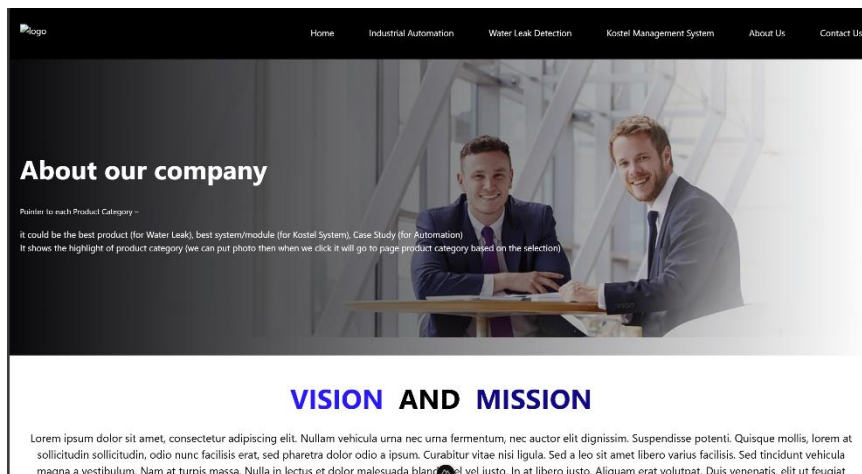 logo
Home Industrial Automation Water Leak Detection Kostel Management System About Us Contact Us
About our company
Pointer to each Product Category –
it could be the best product (for Water Leak), best system/module (for Kostel System), Case Study (for Automation)
It shows the highlight of product category (we can put photo then when we click it will go to page product category based on the selection)
VISION AND MISSION
Lorem ipsum dolor sit amet, consectetur adipiscing elit. Nullam vehicula urna nec urna fermentum, nec auctor elit dignissim. Suspendisse potenti. Quisque mollis, lorem at
sollicitudin sollicitudin, odio nunc facilisis erat, sed pharetra dolor odio a ipsum. Curabitur vitae nisi ligula. Sed a leo sit amet libero varius facilisis. Sed tincidunt vehicula
magna a vestibulum. Nam at turpis massa. Nulla in lectus et dolor malesuada vel justo. In at libero justo. Aliquam erat volutpat. Duis venenatis, elit ut feugiat